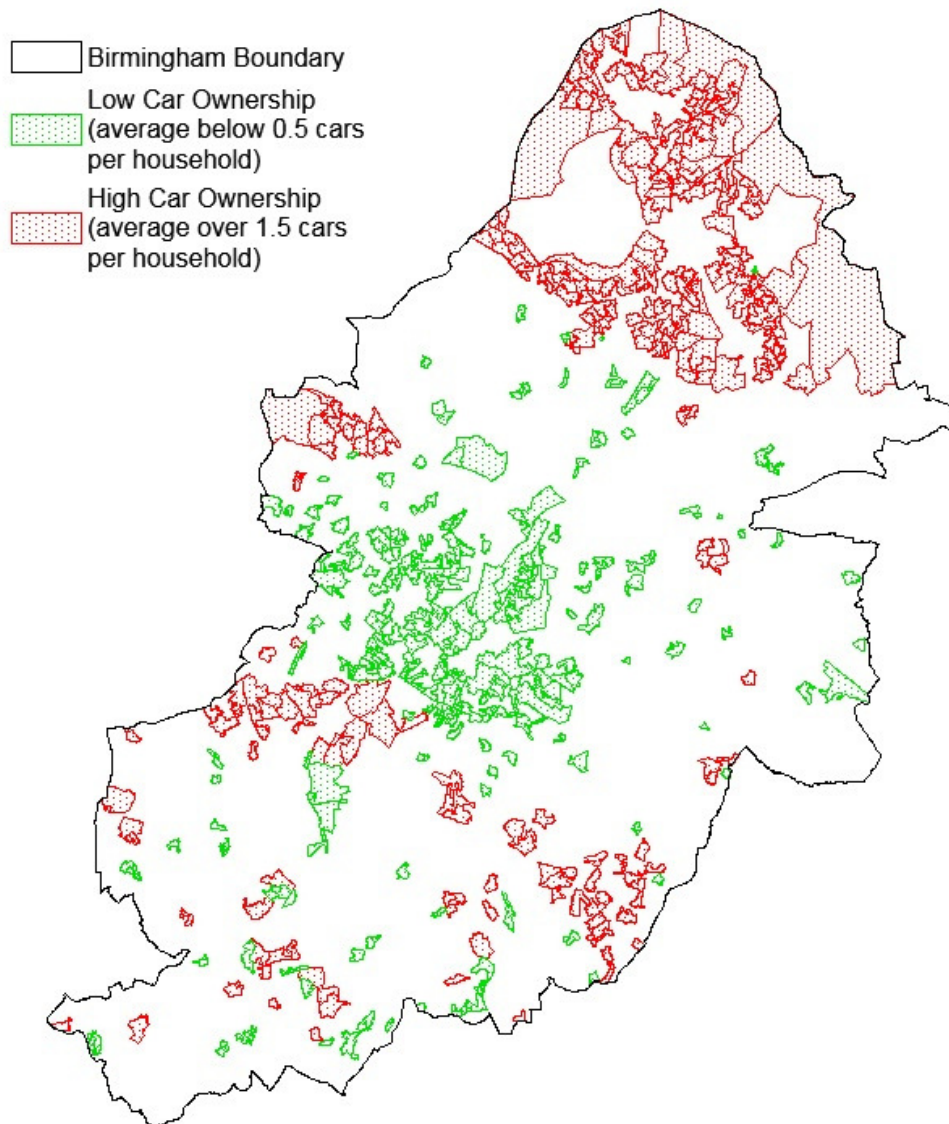 Birmingham Boundary
Low Car Ownership
(average below 0.5 cars
per household)
High Car Ownership
(average over 1.5 cars
per household)